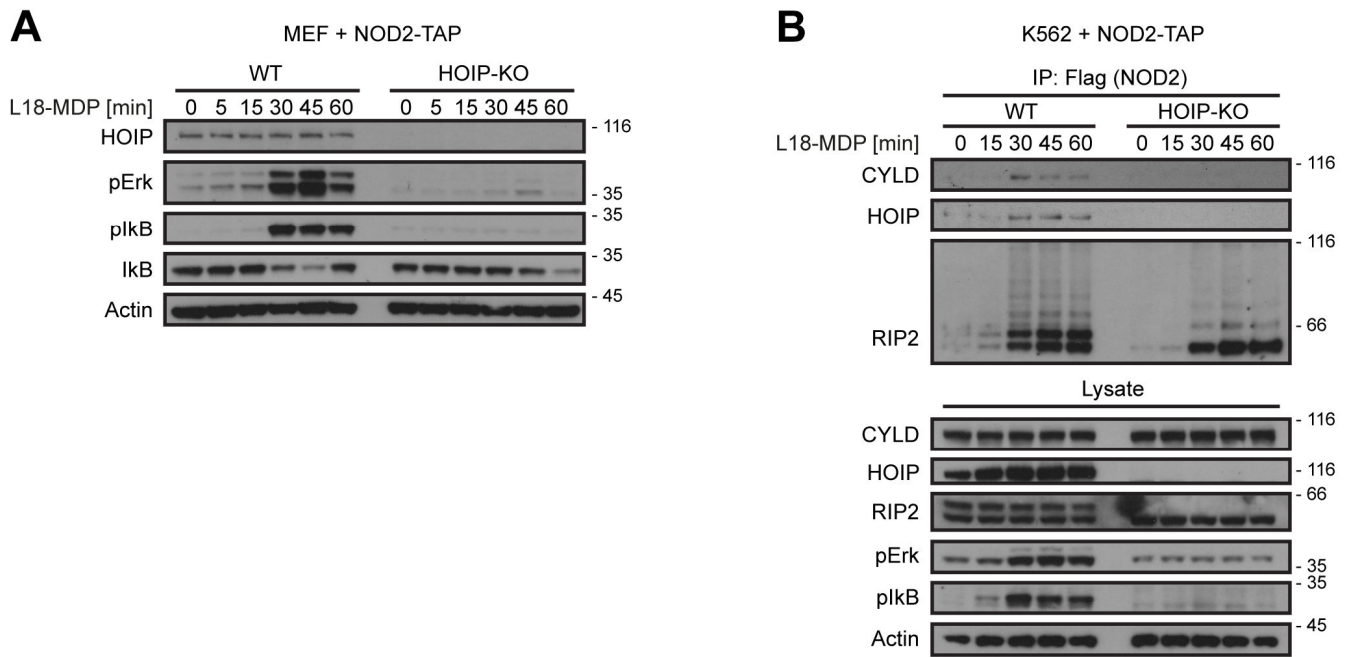 A
MEF + NOD2-TAP
WT HOIP-KO
L18-MDP [min] 0 5 15 30 45 60 0 5 15 30 45 60
HOIP - 116
pErk - 35
pIkB - 35
IkB - 35
Actin - 45
B
K562 + NOD2-TAP
IP: Flag (NOD2)
WT HOIP-KO
L18-MDP [min] 0 15 30 45 60 0 15 30 45 60
CYLD - 116
HOIP
- 116
RIP2 - 66
Lysate
CYLD - 116
HOIP - 116
RIP2 - 66
pErk - 35
pIkB - 35
Actin - 45